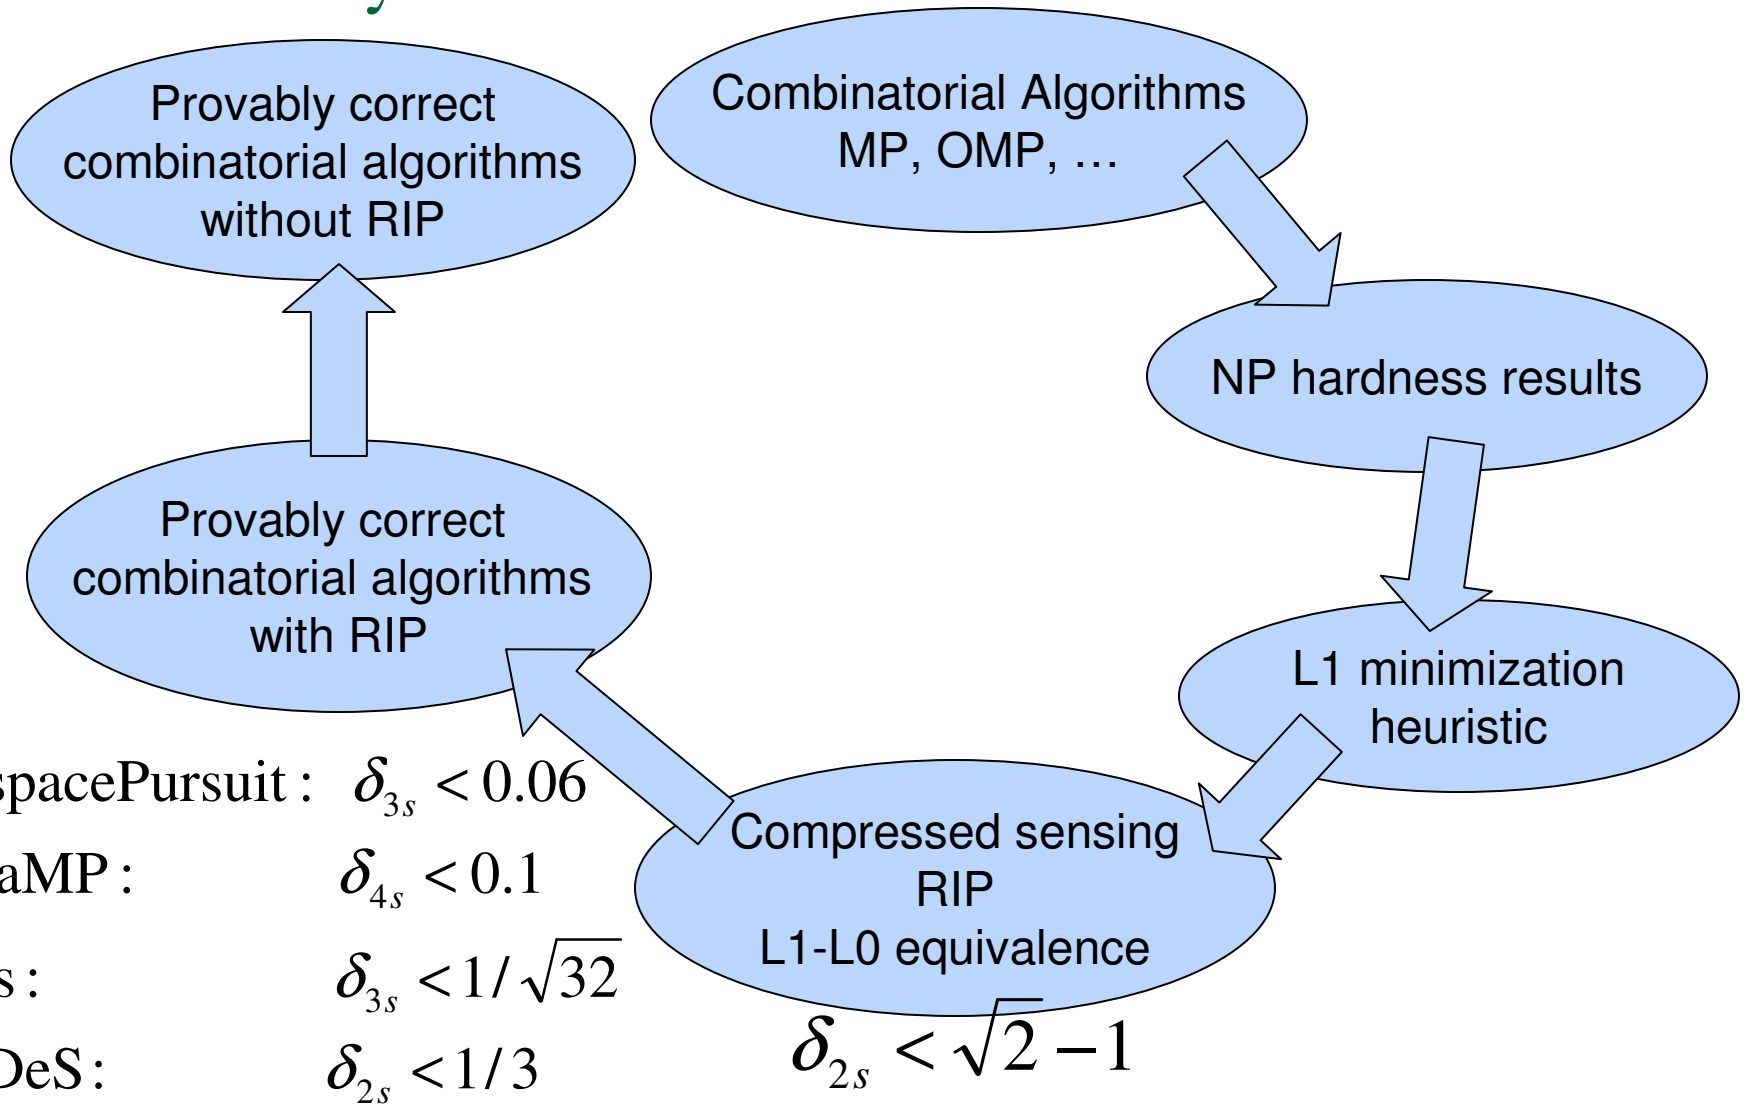 Provably correct
combinatorial algorithms
without RIP
Combinatorial Algorithms
MP, OMP, …
NP hardness results
L1 minimization
heuristic
Compressed sensing
RIP
L1-L0 equivalence
δ2s < √2 − 1
Provably correct
combinatorial algorithms
with RIP
spacePursuit : δ3s < 0.06
aMP : δ4s < 0.1
s : δ3s < 1/ √32
DeS : δ2s < 1/3